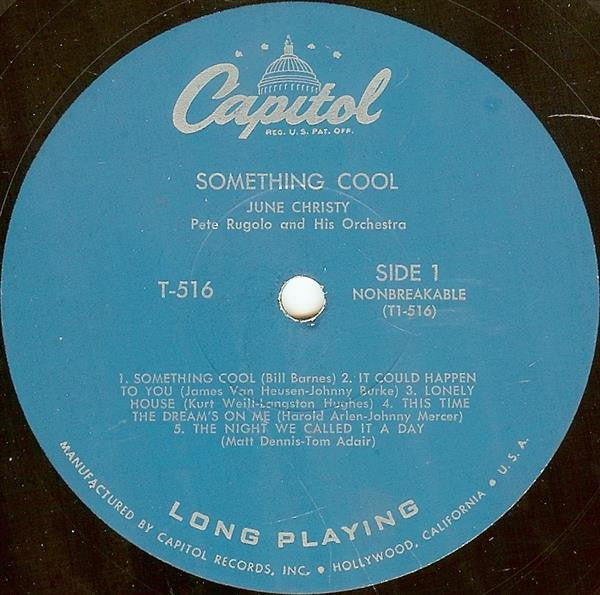 Capitol
REG. U.S. PAT. OFF.
SOMETHING COOL
JUNE CHRISTY
Pete Rugolo and His Orchestra
T-516
SIDE 1
NONBREAKABLE
(T1-516)
1. SOMETHING COOL (Bill Barnes) 2. IT COULD HAPPEN
TO YOU (James Van Heusen-Johnny Burke) 3. LONELY
HOUSE (Kurt Weill-Langston Hughes) 4. THIS TIME
THE DREAM'S ON ME (Harold Arlen-Johnny Mercer)
5. THE NIGHT WE CALLED IT A DAY
(Matt Dennis-Tom Adair)
LONG PLAYING
MANUFACTURED BY CAPITOL RECORDS, INC. • HOLLYWOOD, CALIFORNIA • U.S.A.